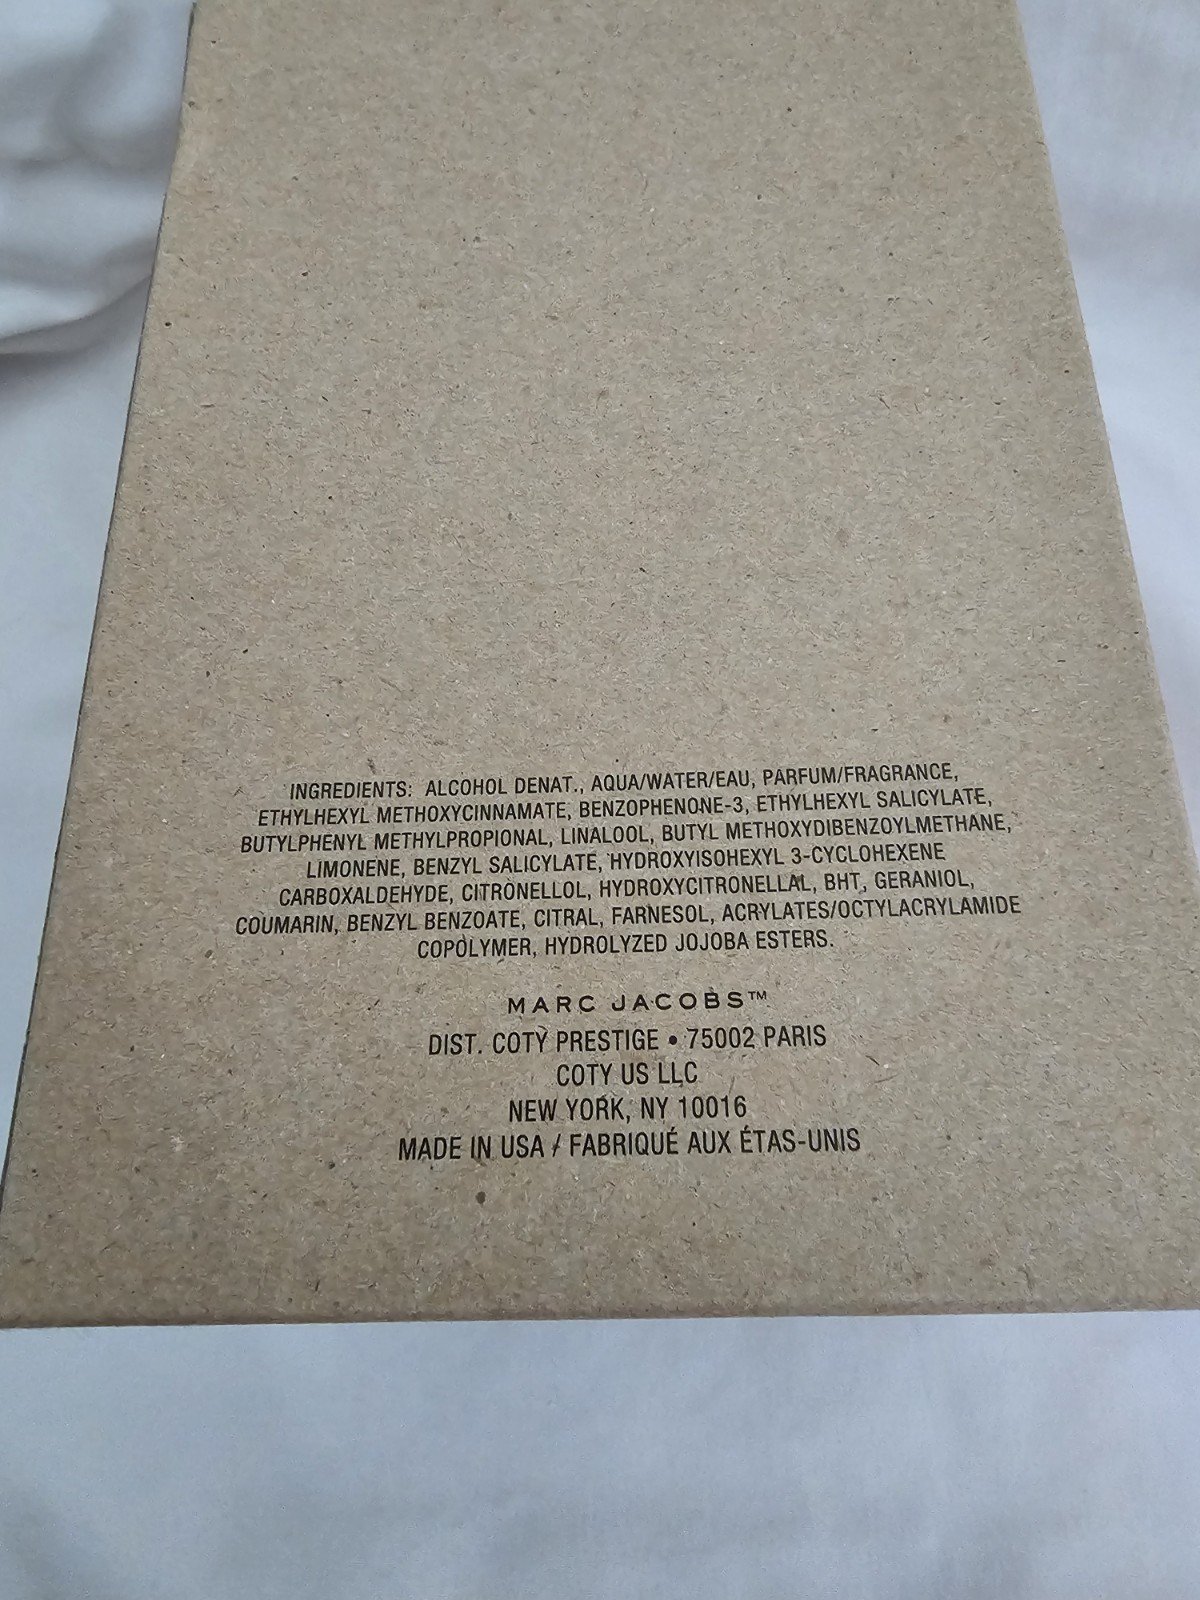 INGREDIENTS: ALCOHOL DENAT., AQUA/WATER/EAU, PARFUM/FRAGRANCE,
ETHYLHEXYL METHOXYCINNAMATE, BENZOPHENONE-3, ETHYLHEXYL SALICYLATE,
BUTYLPHENYL METHYLPROPIONAL, LINALOOL, BUTYL METHOXYDIBENZOYLMETHANE,
LIMONENE, BENZYL SALICYLATE, HYDROXYISOHEXYL 3-CYCLOHEXENE
CARBOXALDEHYDE, CITRONELLOL, HYDROXYCITRONELLAL, BHT, GERANIOL,
COUMARIN, BENZYL BENZOATE, CITRAL, FARNESOL, ACRYLATES/OCTYLACRYLAMIDE
COPOLYMER, HYDROLYZED JOJOBA ESTERS.
MARC JACOBS™
DIST. COTY PRESTIGE • 75002 PARIS
COTY US LLC
NEW YORK, NY 10016
MADE IN USA / FABRIQUÉ AUX ÉTAS-UNIS